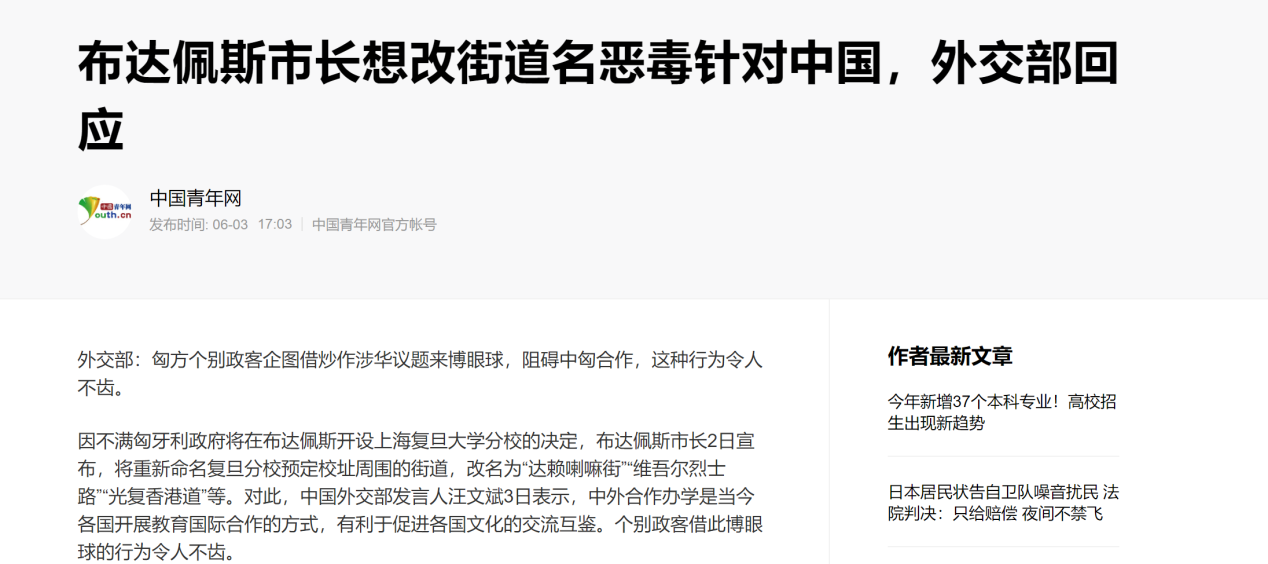 布达佩斯市长想改街道名恶毒针对中国，外交部回
应
中国青年网
youth.cn
中国青年网
发布时间: 06-03 17:03 中国青年网官方帐号
外交部：匈方个别政客企图借炒作涉华议题来博眼球，阻碍中匈合作，这种行为令人
不齿。
因不满匈牙利政府将在布达佩斯开设上海复旦大学分校的决定，布达佩斯市长2日宣
布，将重新命名复旦分校预定校址周围的街道，改名为“达赖喇嘛街”“维吾尔烈士
路”“光复香港道”等。对此，中国外交部发言人汪文斌3日表示，中外合作办学是当今
各国开展教育国际合作的方式，有利于促进各国文化的交流互鉴。个别政客借此博眼
球的行为令人不齿。
作者最新文章
今年新增37个本科专业！高校招
生出现新趋势
日本居民状告自卫队噪音扰民 法
院判决：只给赔偿 夜间不禁飞